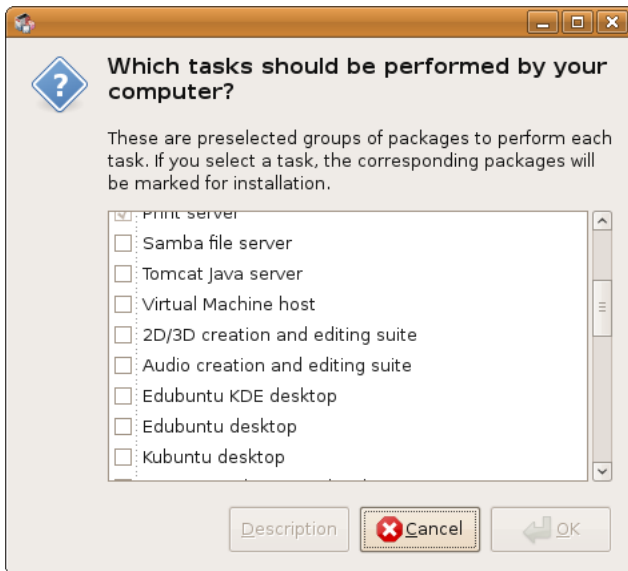 Which tasks should be performed by your
computer?
These are preselected groups of packages to perform each
task. If you select a task, the corresponding packages will
be marked for installation.
Print server
Samba file server
Tomcat Java server
Virtual Machine host
2D/3D creation and editing suite
Audio creation and editing suite
Edubuntu KDE desktop
Edubuntu desktop
Kubuntu desktop
Description
Cancel
OK